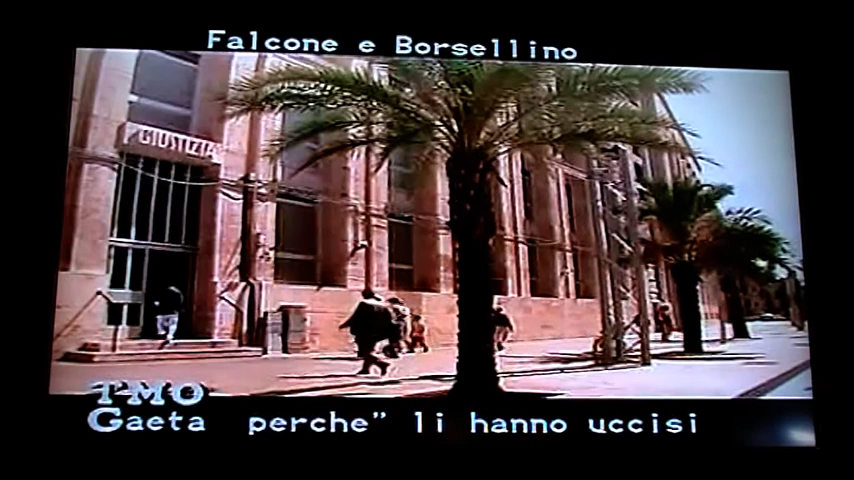 Falcone e Borsellino
GIUSTIZIA
TMO
Gaeta perche" li hanno uccisi